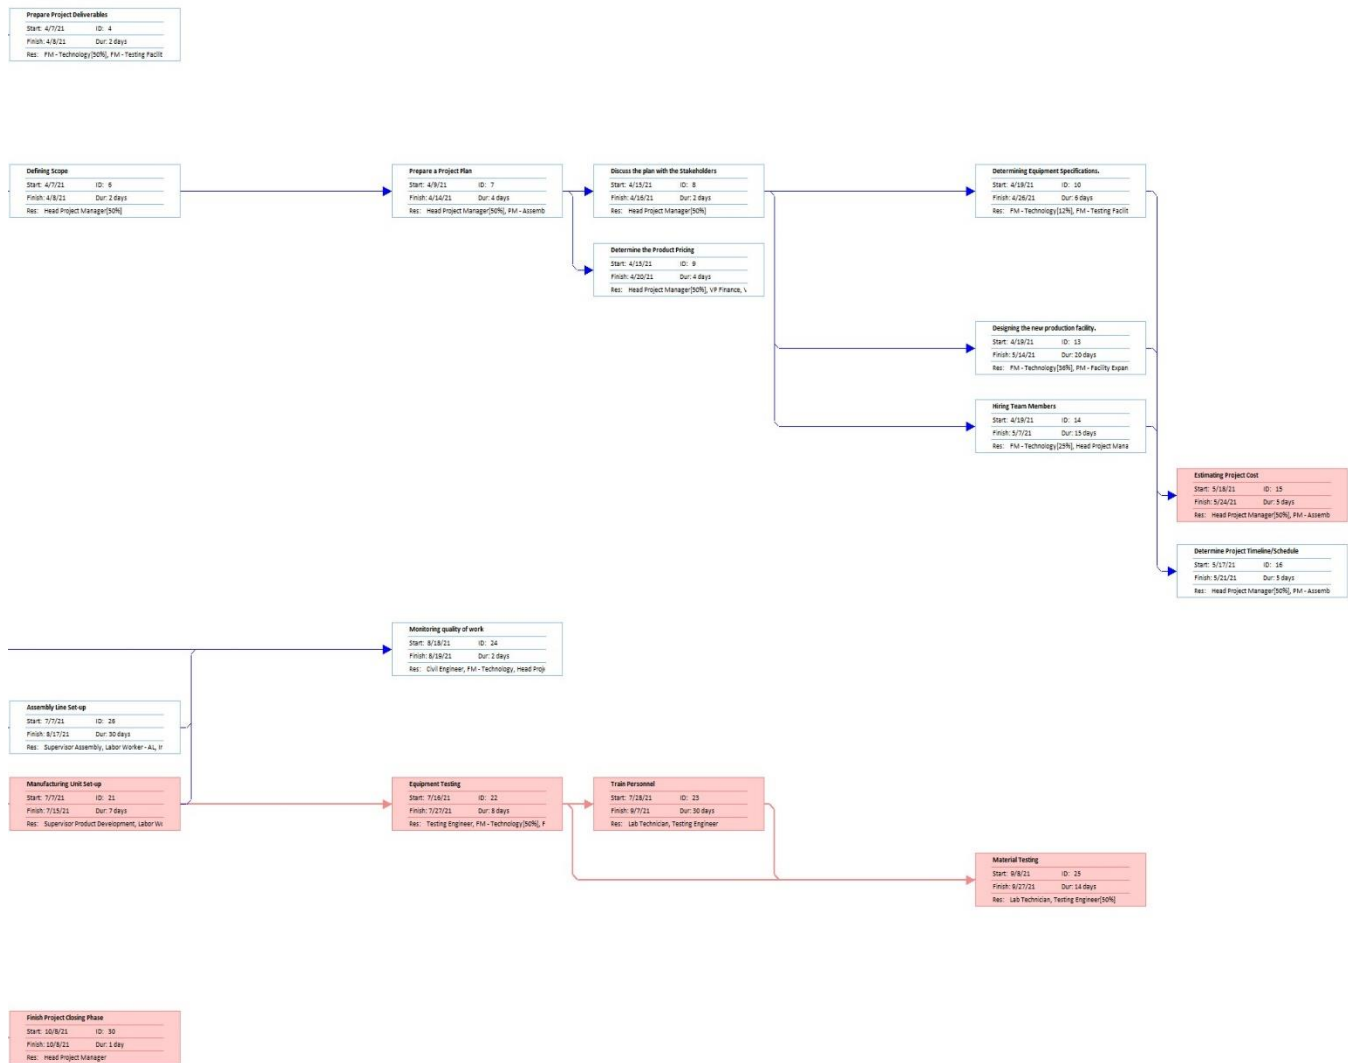 Prepare Project Deliverables
Start: 4/7/21 ID: 4
Finish: 4/8/21 Dur: 2 days
Res: FM - Technology[50%], FM - Testing Facilit
Defining Scope
Start: 4/7/21 ID: 6
Finish: 4/8/21 Dur: 2 days
Res: Head Project Manager[50%]
Prepare a Project Plan
Start: 4/9/21 ID: 7
Finish: 4/14/21 Dur: 4 days
Res: Head Project Manager[50%], PM - Assemb
Discuss the plan with the Stakeholders
Start: 4/15/21 ID: 8
Finish: 4/16/21 Dur: 2 days
Res: Head Project Manager[50%]
Determining Equipment Specifications.
Start: 4/19/21 ID: 10
Finish: 4/26/21 Dur: 6 days
Res: FM - Technology[12%], FM - Testing Facilit
Determine the Product Pricing
Start: 4/15/21 ID: 9
Finish: 4/20/21 Dur: 4 days
Res: Head Project Manager[50%], VP Finance, V
Designing the new production facility.
Start: 4/19/21 ID: 13
Finish: 5/14/21 Dur: 20 days
Res: FM - Technology[36%], PM - Facility Expan
Hiring Team Members
Start: 4/19/21 ID: 14
Finish: 5/7/21 Dur: 15 days
Res: FM - Technology[25%], Head Project Mana
Estimating Project Cost
Start: 5/18/21 ID: 15
Finish: 5/24/21 Dur: 5 days
Res: Head Project Manager[50%], PM - Assemb
Determine Project Timeline/Schedule
Start: 5/17/21 ID: 16
Finish: 5/21/21 Dur: 5 days
Res: Head Project Manager[50%], PM - Assemb
Monitoring quality of work
Start: 8/18/21 ID: 24
Finish: 8/19/21 Dur: 2 days
Res: Civil Engineer, FM - Technology, Head Proj
Assembly Line Set-up
Start: 7/7/21 ID: 26
Finish: 8/17/21 Dur: 30 days
Res: Supervisor Assembly, Labor Worker - AL, Ir
Manufacturing Unit Set-up
Start: 7/7/21 ID: 21
Finish: 7/15/21 Dur: 7 days
Res: Supervisor Product Development, Labor Wo
Equipment Testing
Start: 7/16/21 ID: 22
Finish: 7/27/21 Dur: 8 days
Res: Testing Engineer, FM - Technology[50%], F
Train Personnel
Start: 7/28/21 ID: 23
Finish: 9/7/21 Dur: 30 days
Res: Lab Technician, Testing Engineer
Material Testing
Start: 9/8/21 ID: 25
Finish: 9/27/21 Dur: 14 days
Res: Lab Technician, Testing Engineer[50%]
Finish Project Closing Phase
Start: 10/8/21 ID: 30
Finish: 10/8/21 Dur: 1 day
Res: Head Project Manager